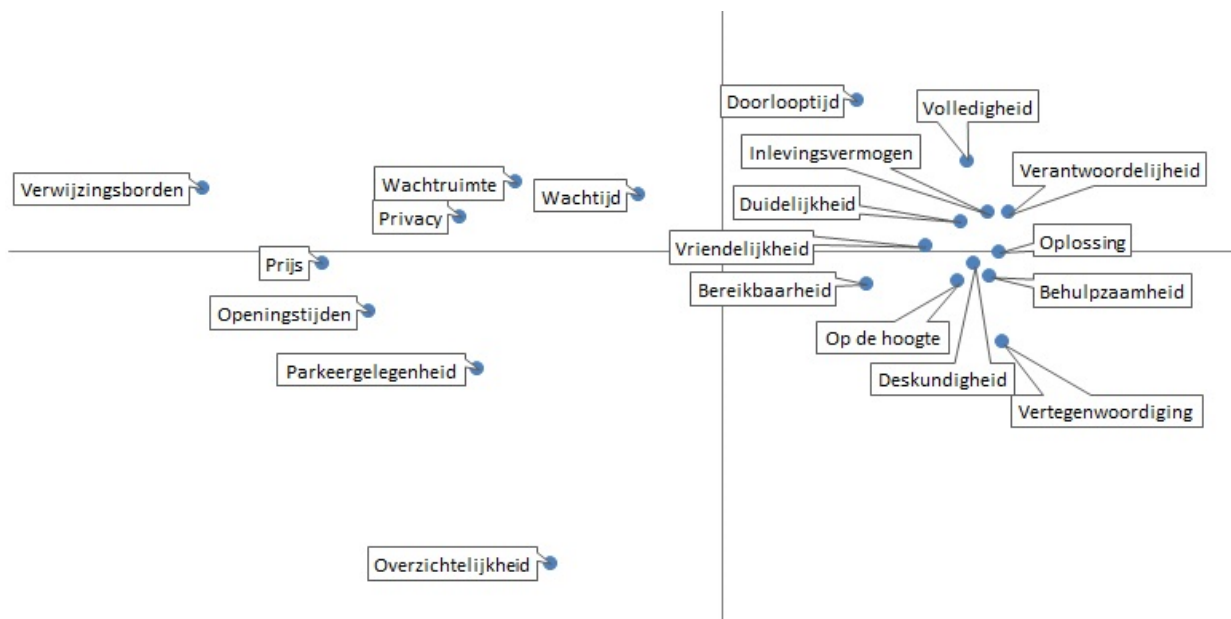 Doorlooptijd
Volledigheid
Inlevingsvermogen
Verantwoordelijheid
Verwijzingsborden
Wachtruimte
Wachtijd
Duidelijkheid
Privacy
Vriendelijkheid
Oplossing
Prijs
Bereikbaarheid
Behulpzaamheid
Openingstijden
Op de hoogte
Parkeergelegenheid
Deskundigheid
Vertegenwoordiging
Overzichtelijkheid